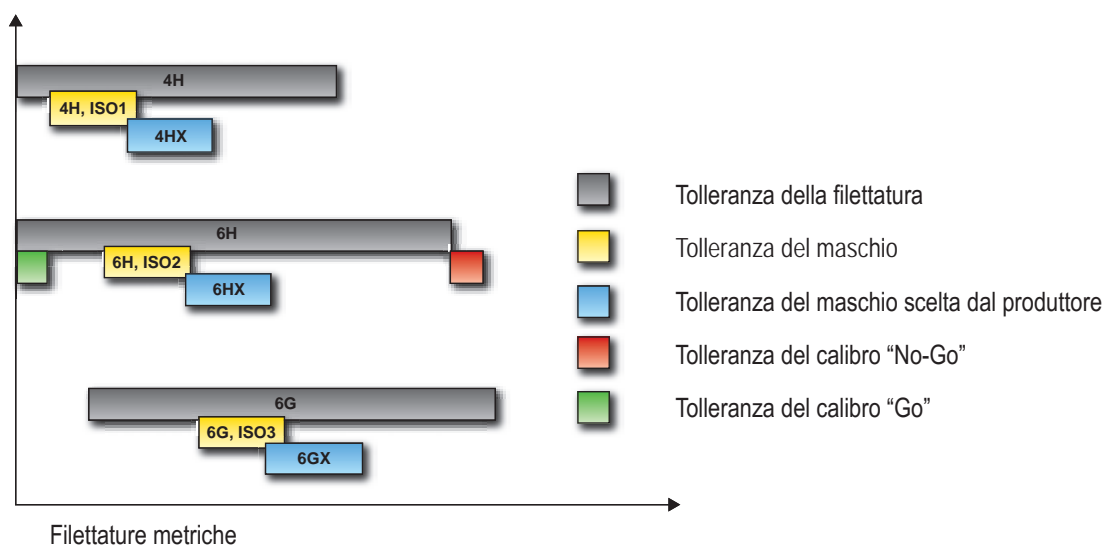 4H
4H, ISO1
4HX
6H
6H, ISO2
6HX
6G
6G, ISO3
6GX
Tolleranza della filettatura
Tolleranza del maschio
Tolleranza del maschio scelta dal produttore
Tolleranza del calibro “No-Go”
Tolleranza del calibro “Go”
Filettature metriche